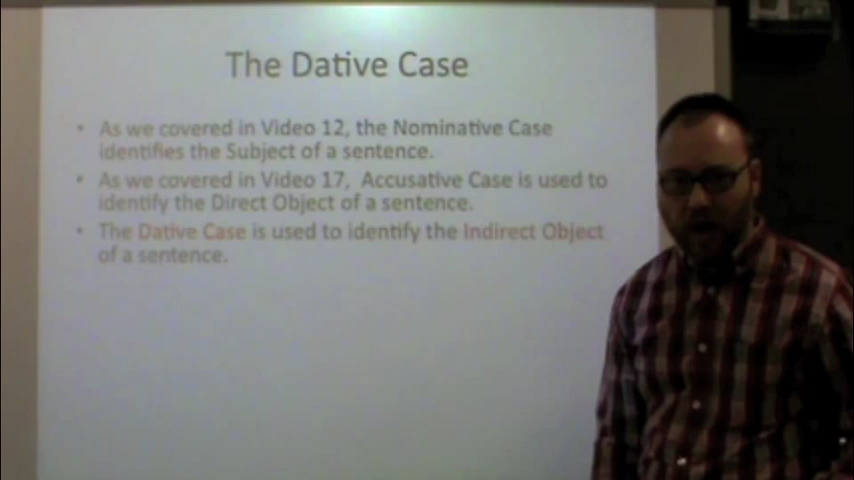 The Dative Case
• As we covered in Video 12, the Nominative Case
identifies the Subject of a sentence.
• As we covered in Video 17, Accusative Case is used to
identify the Direct Object of a sentence.
• The Dative Case is used to identify the Indirect Object
of a sentence.